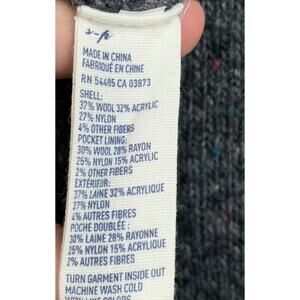 MADE IN CHINA
FABRIQUÉ EN CHINE
RN 54485 CA 03873
SHELL:
37% WOOL 32% ACRYLIC
27% NYLON
4% OTHER FIBERS
POCKET LINING:
30% WOOL 28% RAYON
25% NYLON 15% ACRYLIC
2% OTHER FIBERS
EXTÉRIEUR:
37% LAINE 32% ACRYLIQUE
27% NYLON
4% AUTRES FIBRES
POCHE DOUBLÉE:
30% LAINE 28% RAYONNE
25% NYLON 15% ACRYLIQUE
2% AUTRES FIBRES
TURN GARMENT INSIDE OUT
MACHINE WASH COLD
WITH LIKE COLORS